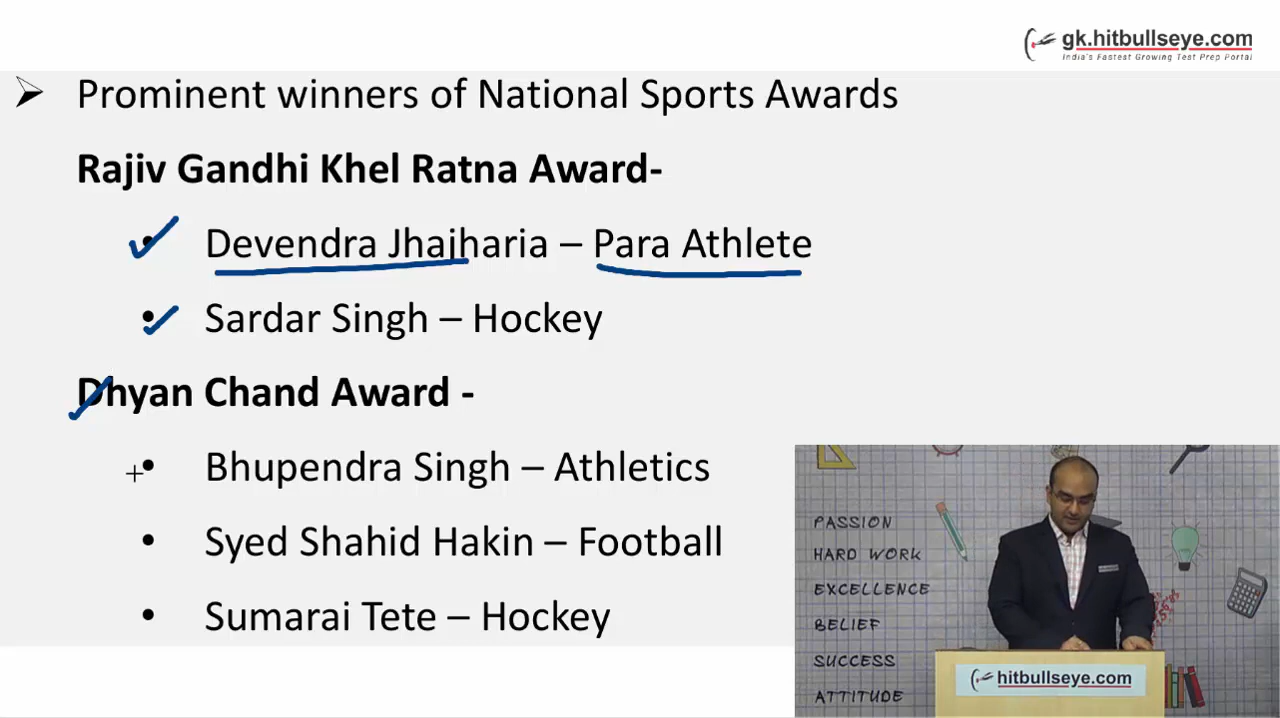 gk.hitbullseye.com
India's Fastest Growing Test Prep Portal
Prominent winners of National Sports Awards
Rajiv Gandhi Khel Ratna Award-
Devendra Jhajharia – Para Athlete
Sardar Singh – Hockey
Dhyan Chand Award -
Bhupendra Singh – Athletics
Syed Shahid Hakin – Football
Sumarai Tete – Hockey
PASSION
HARD WORK
EXCELLENCE
BELIEF
SUCCESS
ATTITUDE
hitbullseye.com